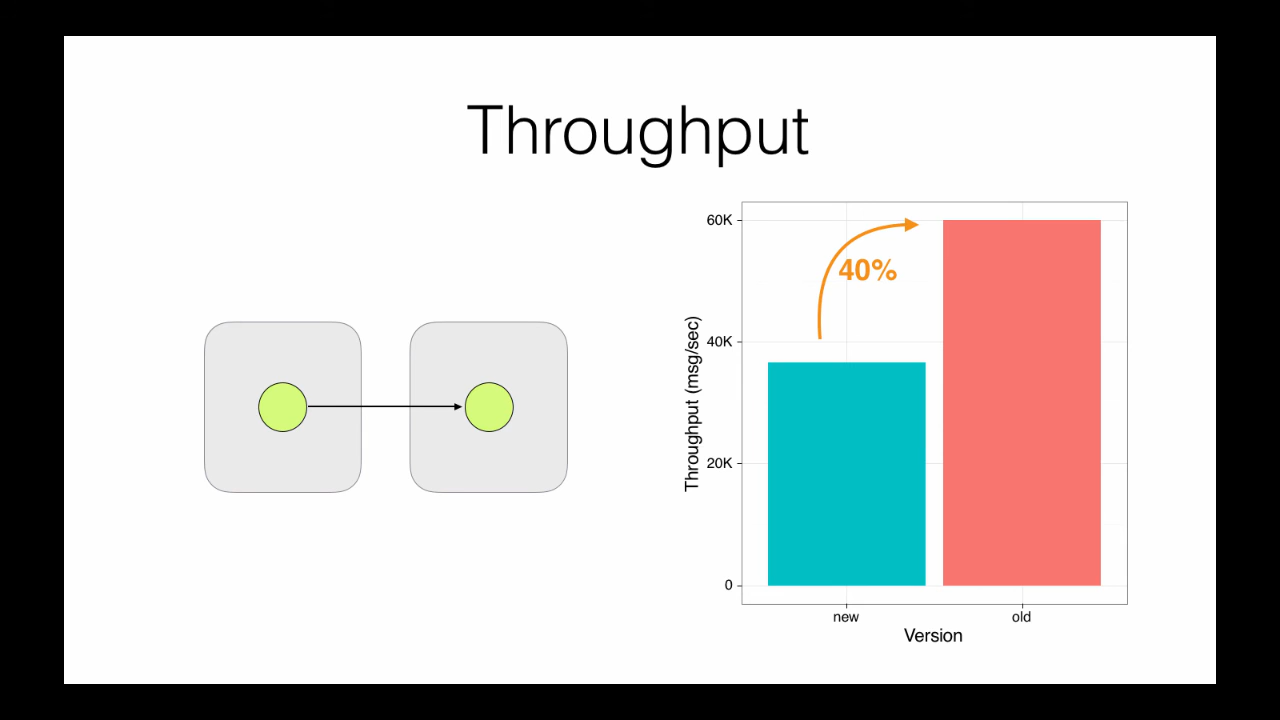 Throughput
60K
40K
20K
0
Throughput (msg/sec)
40%
new
old
Version